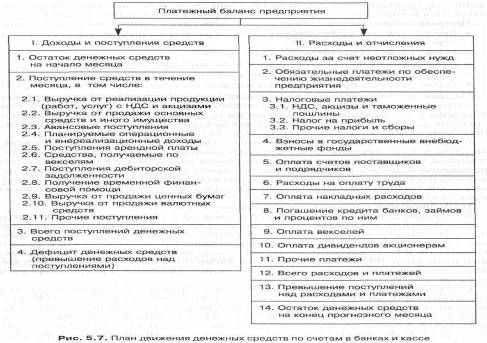 Платежный баланс предприятия
I. Доходы и поступления средств
1. Остаток денежных средств
на начало месяца
2. Поступление средств в течение
месяца, в том числе:
2.1. Выручка от реализации продукции
(работ, услуг) с НДС и акцизами
2.2. Выручка от продажи основных
средств и иного имущества
2.3. Авансовые поступления
2.4. Планируемые операционные
и внереализационные доходы
2.5. Поступления арендной платы
2.6. Средства, получаемые по
векселям
2.7. Поступления дебиторской
задолженности
2.8. Получение временной финан-
совой помощи
2.9. Выручка от продажи ценных бумаг
2.10. Выручка от продажи валютных
средств
2.11. Прочие поступления
3. Всего поступлений денежных
средств
4. Дефицит денежных средств
(превышение расходов над
поступлениями)
II. Расходы и отчисления
1. Расходы за счет неотложных нужд
2. Обязательные платежи по обеспе-
чению жизнедеятельности
предприятия
3. Налоговые платежи
3.1. НДС, акцизы и таможенные
пошлины
3.2. Налог на прибыль
3.3. Прочие налоги и сборы
4. Взносы в государственные внебюд-
жетные фонды
5. Оплата счетов поставщиков
и подрядчиков
6. Расходы на оплату труда
7. Оплата накладных расходов
8. Погашение кредита банков, займов
и процентов по ним
9. Оплата векселей
10. Оплата дивидендов акционерам
11. Прочие платежи
12. Всего расходов и платежей
13. Превышение поступлений
над расходами и платежами
14. Остаток денежных средств
на конец прогнозного месяца
Рис. 5.7. План движения денежных средств по счетам в банках и кассе